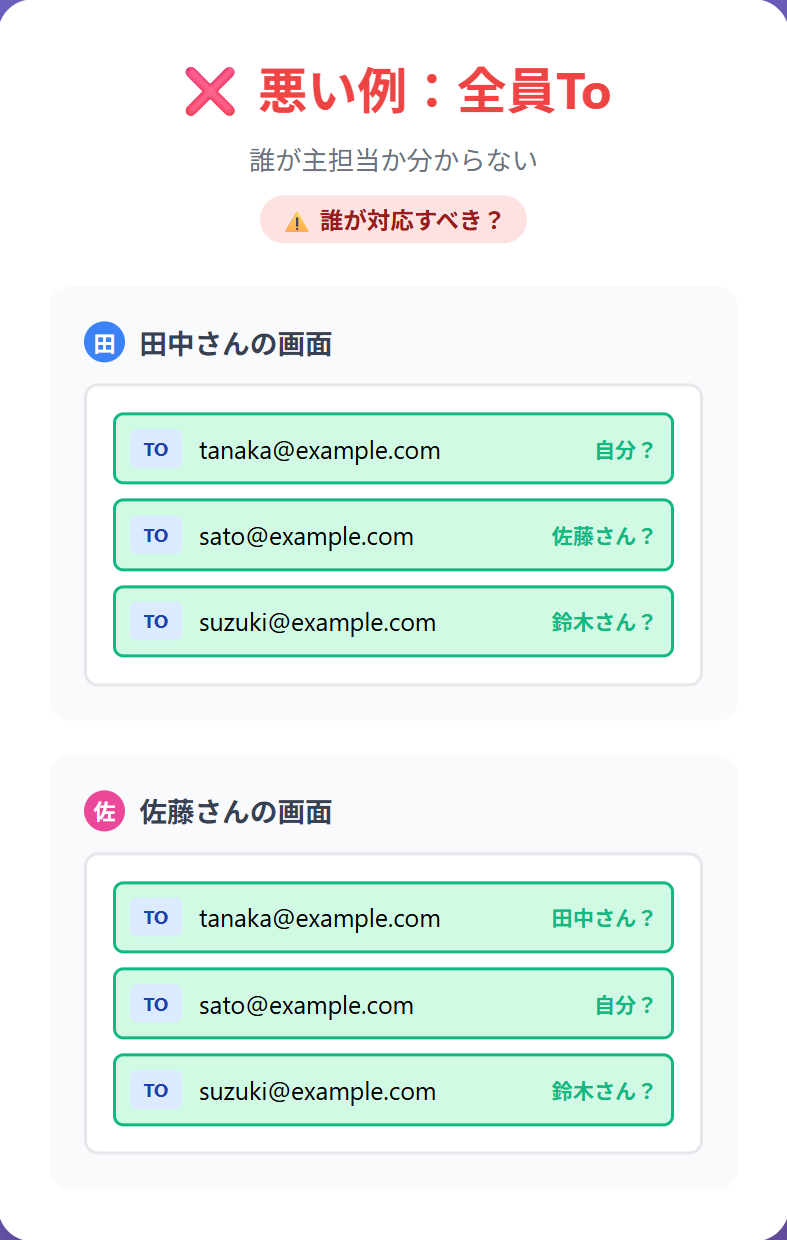 ❌ 悪い例：全員To
誰が主担当か分からない
⚠️ 誰が対応すべき？
田 田中さんの画面
TO tanaka@example.com 自分？
TO sato@example.com 佐藤さん？
TO suzuki@example.com 鈴木さん？
佐 佐藤さんの画面
TO tanaka@example.com 田中さん？
TO sato@example.com 自分？
TO suzuki@example.com 鈴木さん？